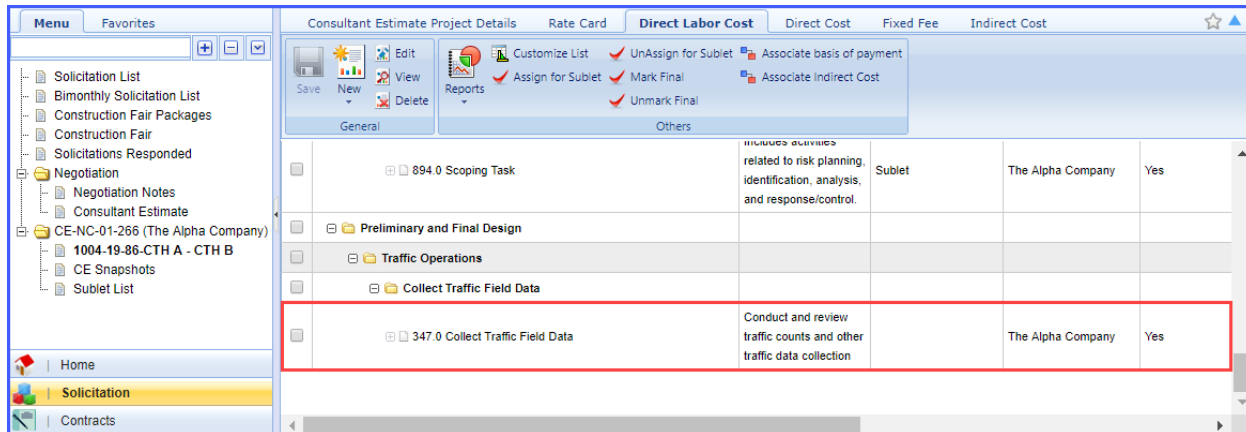 Menu Favorites
Consultant Estimate Project Details Rate Card Direct Labor Cost Direct Cost Fixed Fee Indirect Cost
Solicitation List
Bimonthly Solicitation List
Construction Fair Packages
Construction Fair
Solicitations Responded
Negotiation
Negotiation Notes
Consultant Estimate
CE-NC-01-266 (The Alpha Company)
1004-19-86-CTH A - CTH B
CE Snapshots
Sublet List
Home
Solicitation
Contracts
Save
New
Edit
View
Delete
General
Reports
Customize List
Assign for Sublet
UnAssign for Sublet
Mark Final
Unmark Final
Associate basis of payment
Associate Indirect Cost
Others
894.0 Scoping Task
includes activities
related to risk planning,
identification, analysis,
and response/control.
Sublet
The Alpha Company
Yes
Preliminary and Final Design
Traffic Operations
Collect Traffic Field Data
347.0 Collect Traffic Field Data
Conduct and review
traffic counts and other
traffic data collection
The Alpha Company
Yes